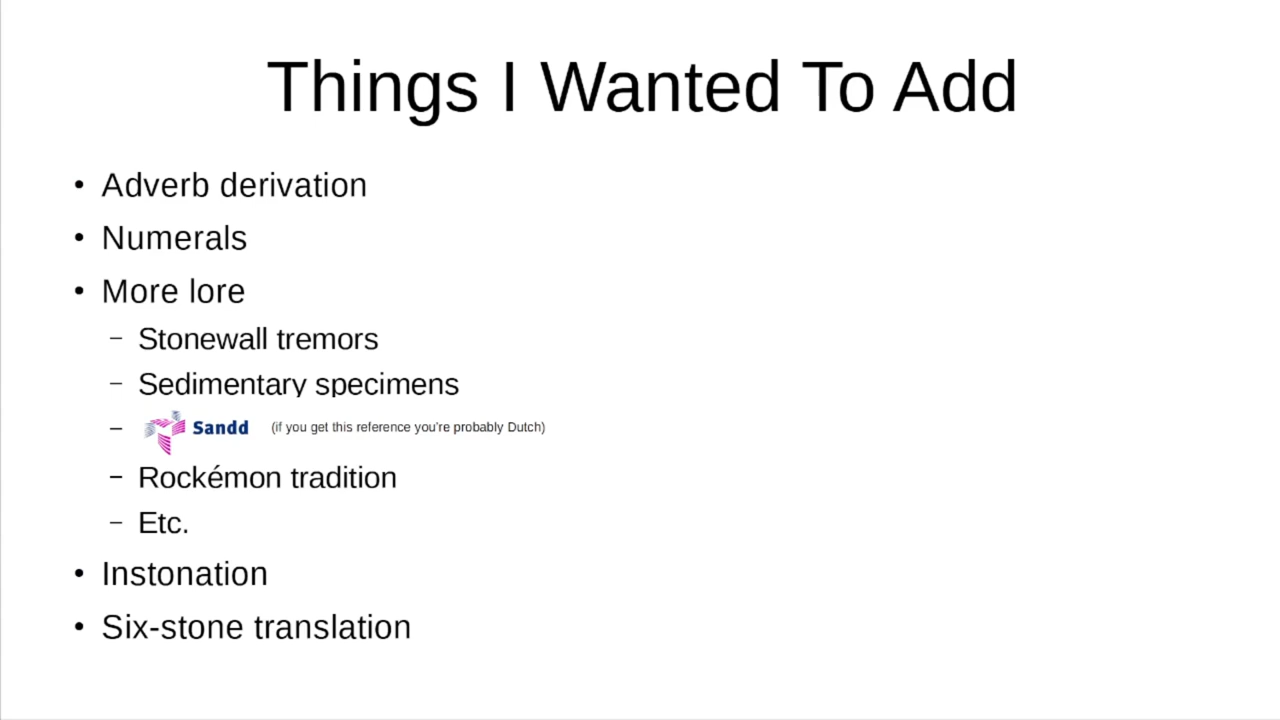 Things I Wanted To Add
• Adverb derivation
• Numerals
• More lore
– Stonewall tremors
– Sedimentary specimens
– Sandd (if you get this reference you're probably Dutch)
– Rockémon tradition
– Etc.
• Instonation
• Six-stone translation